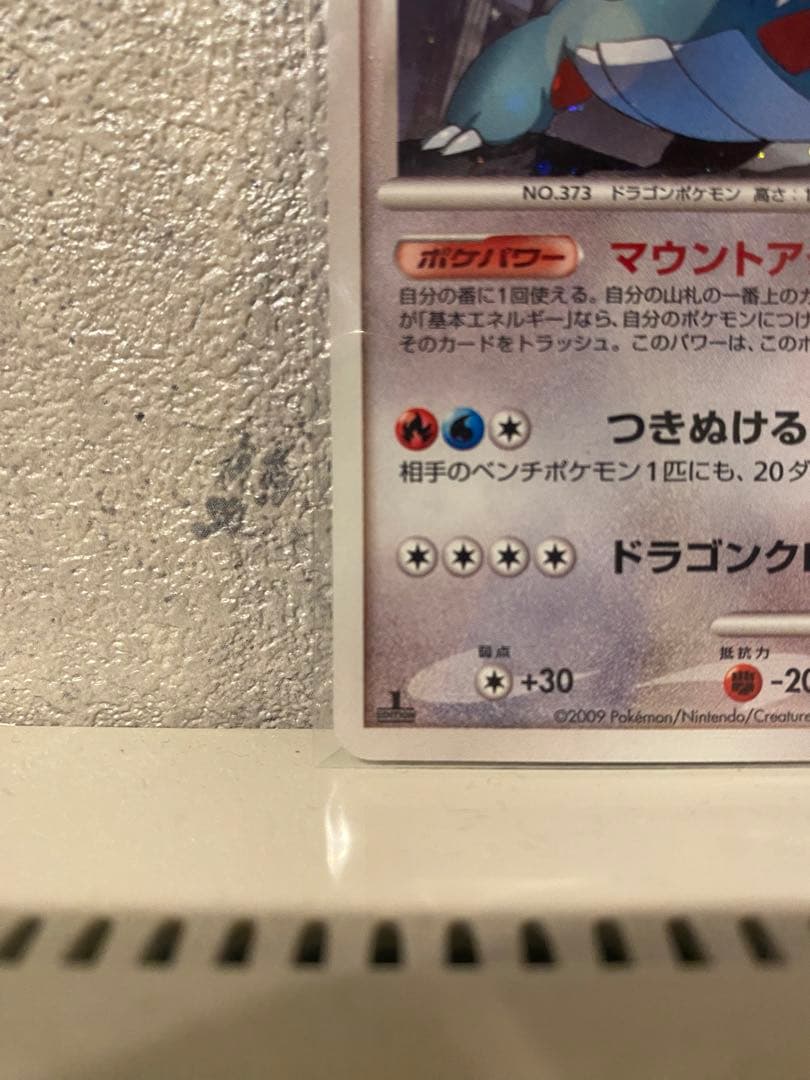 NO.373 ドラゴンポケモン 高さ：
ポケパワー マウントア
自分の番に1回使える。自分の山札の一番上のカ
が「基本エネルギー」なら、自分のポケモンにつけ
そのカードをトラッシュ。このパワーは、このポ
つきぬける
相手のベンチポケモン1匹にも、20ダ
ドラゴンク
弱点 抵抗力
+30 -20
1 EDITION
©2009 Pokémon/Nintendo/Creature